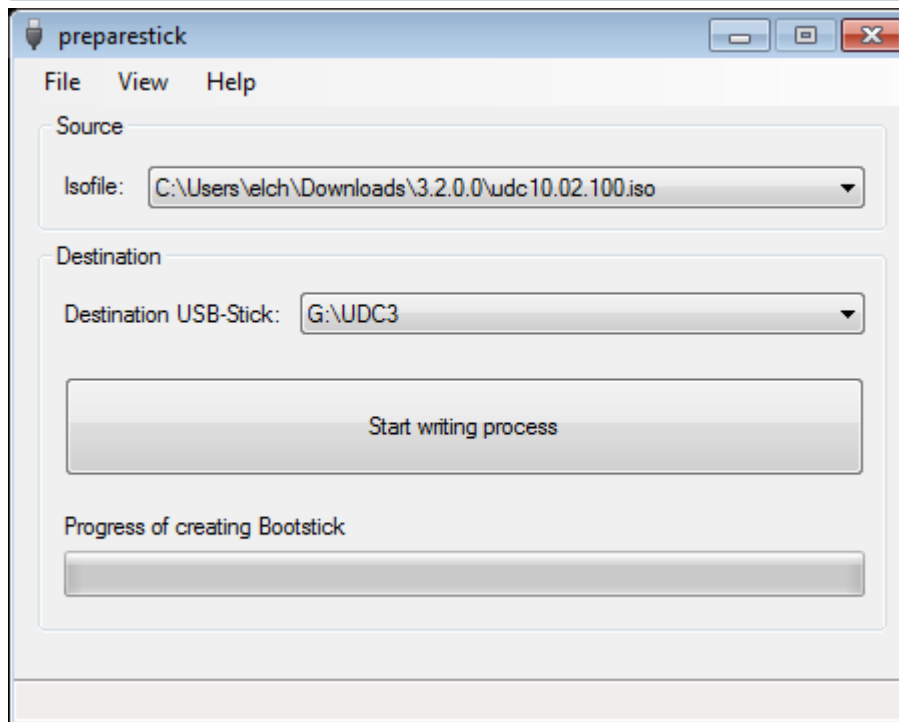 preparestick
File View Help
Source
Isofile: C:\Users\elch\Downloads\3.2.0.0\udc10.02.100.iso
Destination
Destination USB-Stick: G:\UDC3
Start writing process
Progress of creating Bootstick